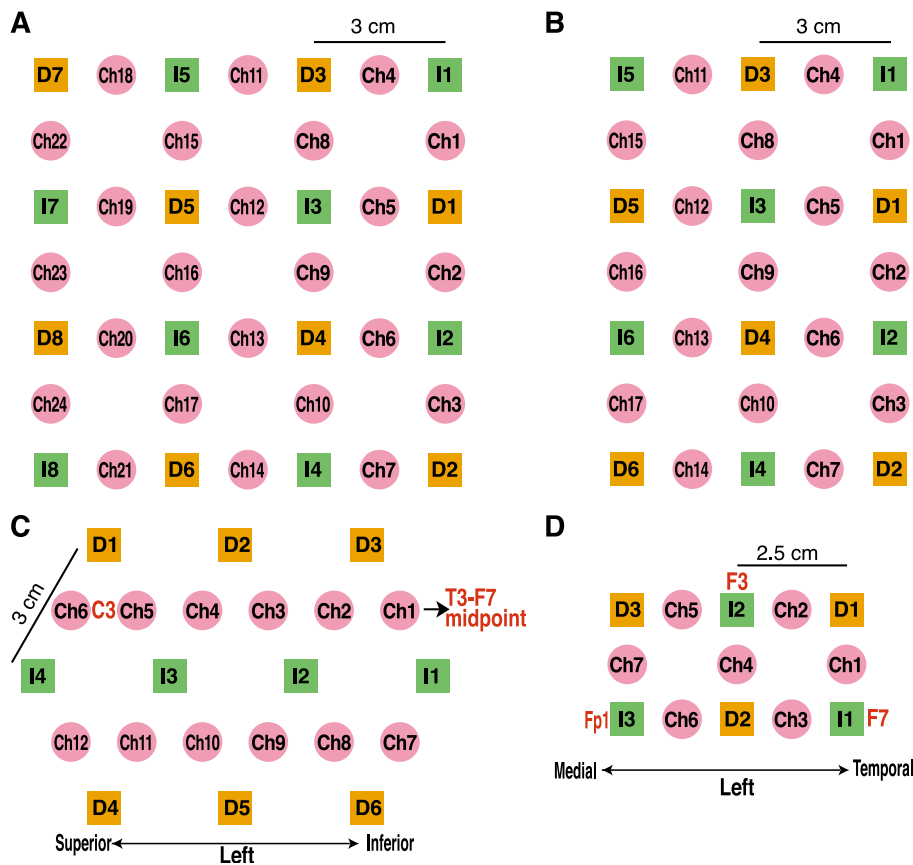 A
3 cm
D7 Ch18 I5 Ch11 D3 Ch4 I1
Ch22 Ch15 Ch8 Ch1
I7 Ch19 D5 Ch12 I3 Ch5 D1
Ch23 Ch16 Ch9 Ch2
D8 Ch20 I6 Ch13 D4 Ch6 I2
Ch24 Ch17 Ch10 Ch3
I8 Ch21 D6 Ch14 I4 Ch7 D2
B
3 cm
I5 Ch11 D3 Ch4 I1
Ch15 Ch8 Ch1
D5 Ch12 I3 Ch5 D1
Ch16 Ch9 Ch2
I6 Ch13 D4 Ch6 I2
Ch17 Ch10 Ch3
D6 Ch14 I4 Ch7 D2
C
D1 D2 D3
3 cm
Ch6 C3 Ch5 Ch4 Ch3 Ch2 Ch1 T3-F7
midpoint
I4 I3 I2 I1
Ch12 Ch11 Ch10 Ch9 Ch8 Ch7
D4 D5 D6
Superior Left Inferior
D
2.5 cm
F3
D3 Ch5 I2 Ch2 D1
Ch7 Ch4 Ch1
Fp1 I3 Ch6 D2 Ch3 I1 F7
Medial Left Temporal